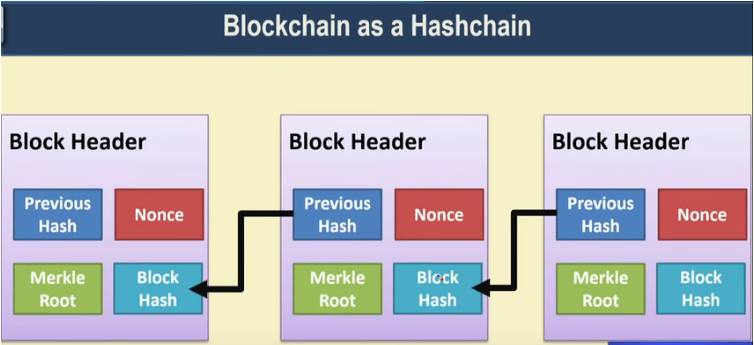 Blockchain as a Hashchain
Block Header
Previous
Hash
Nonce
Merkle
Root
Block
Hash
Block Header
Previous
Hash
Nonce
Merkle
Root
Block
Hash
Block Header
Previous
Hash
Nonce
Merkle
Root
Block
Hash